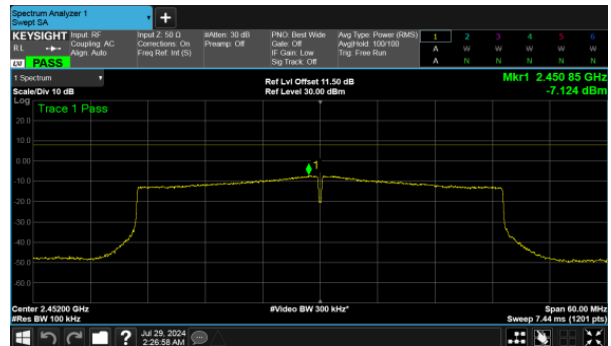 Spectrum Analyzer 1
Swept SA
+
KEYSIGHT Input: RF Input Z: 50 Ω #Atten: 30 dB PNO: Best Wide Avg Type: Power (RMS) 1 2 3 4 5 6
R L Coupling: AC Corrections: On Preamp: Off Gate: Off Avg|Hold: 100/100 A W W W W W
Align: Auto Freq Ref: Int (S) IF Gain: Low Trig: Free Run
LXI PASS Sig Track: Off A N N N N N
1 Spectrum Ref Lvl Offset 11.50 dB Mkr1 2.450 85 GHz
Scale/Div 10 dB Ref Level 30.00 dBm -7.124 dBm
Log Trace 1 Pass
20.0
10.0
0.00
1
-10.0
-20.0
-30.0
-40.0
-50.0
-60.0
Center 2.45200 GHz #Video BW 300 kHz* Span 60.00 MHz
#Res BW 100 kHz Sweep 7.44 ms (1201 pts)
? Jul 29, 2024
2:26:58 AM